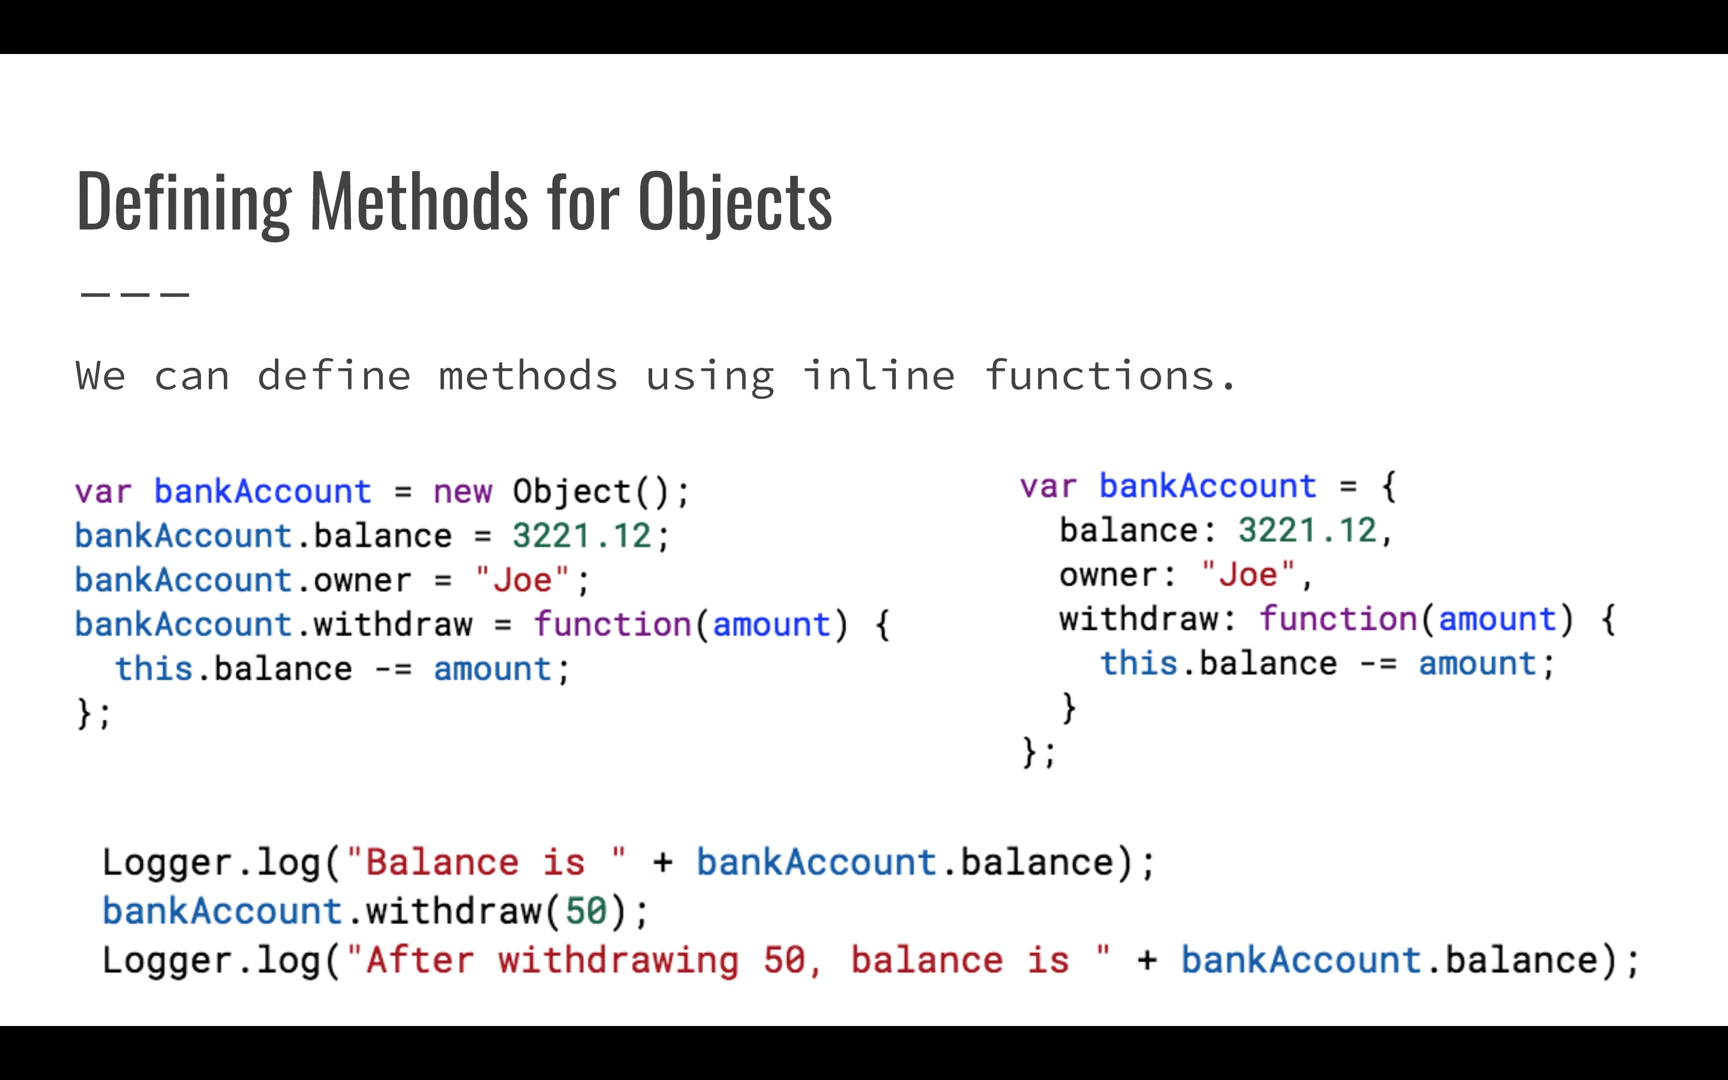 Defining Methods for Objects
———
We can define methods using inline functions.
var bankAccount = new Object();
bankAccount.balance = 3221.12;
bankAccount.owner = "Joe";
bankAccount.withdraw = function(amount) {
  this.balance -= amount;
};
var bankAccount = {
  balance: 3221.12,
  owner: "Joe",
  withdraw: function(amount) {
    this.balance -= amount;
  }
};
Logger.log("Balance is " + bankAccount.balance);
bankAccount.withdraw(50);
Logger.log("After withdrawing 50, balance is " + bankAccount.balance);